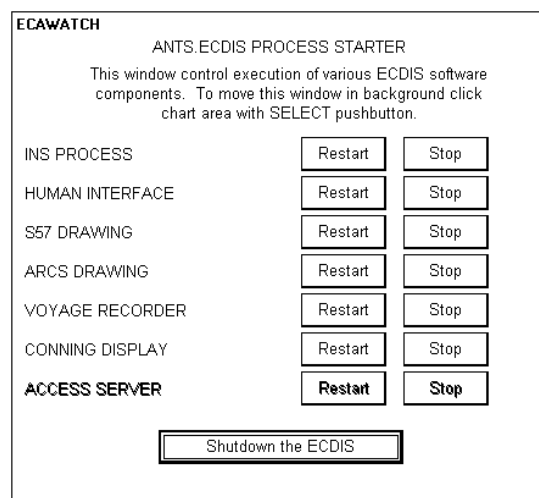 ECAWATCH
ANTS.ECDIS PROCESS STARTER
This window control execution of various ECDIS software
components. To move this window in background click
chart area with SELECT pushbutton.
INS PROCESS Restart Stop
HUMAN INTERFACE Restart Stop
S57 DRAWING Restart Stop
ARCS DRAWING Restart Stop
VOYAGE RECORDER Restart Stop
CONNING DISPLAY Restart Stop
ACCESS SERVER Restart Stop
Shutdown the ECDIS